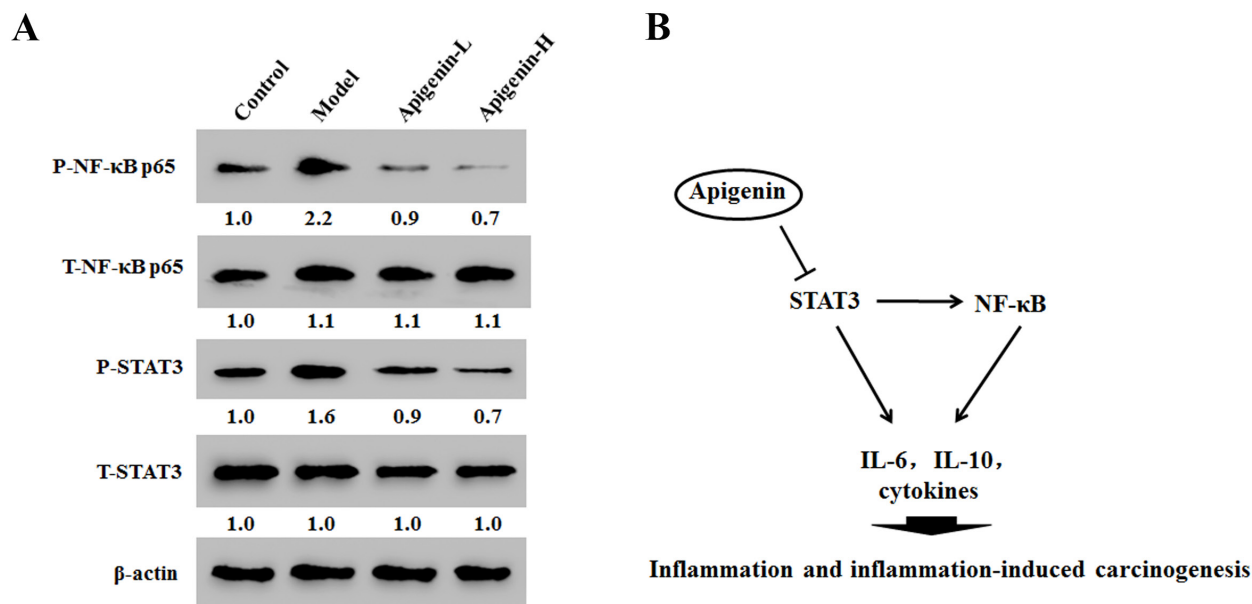 A
B
Control Model Apigenin-L Apigenin-H
P-NF-κB p65
1.0 2.2 0.9 0.7
T-NF-κB p65
1.0 1.1 1.1 1.1
P-STAT3
1.0 1.6 0.9 0.7
T-STAT3
1.0 1.0 1.0 1.0
β-actin
Apigenin
STAT3 NF-κB
IL-6, IL-10,
cytokines
Inflammation and inflammation-induced carcinogenesis